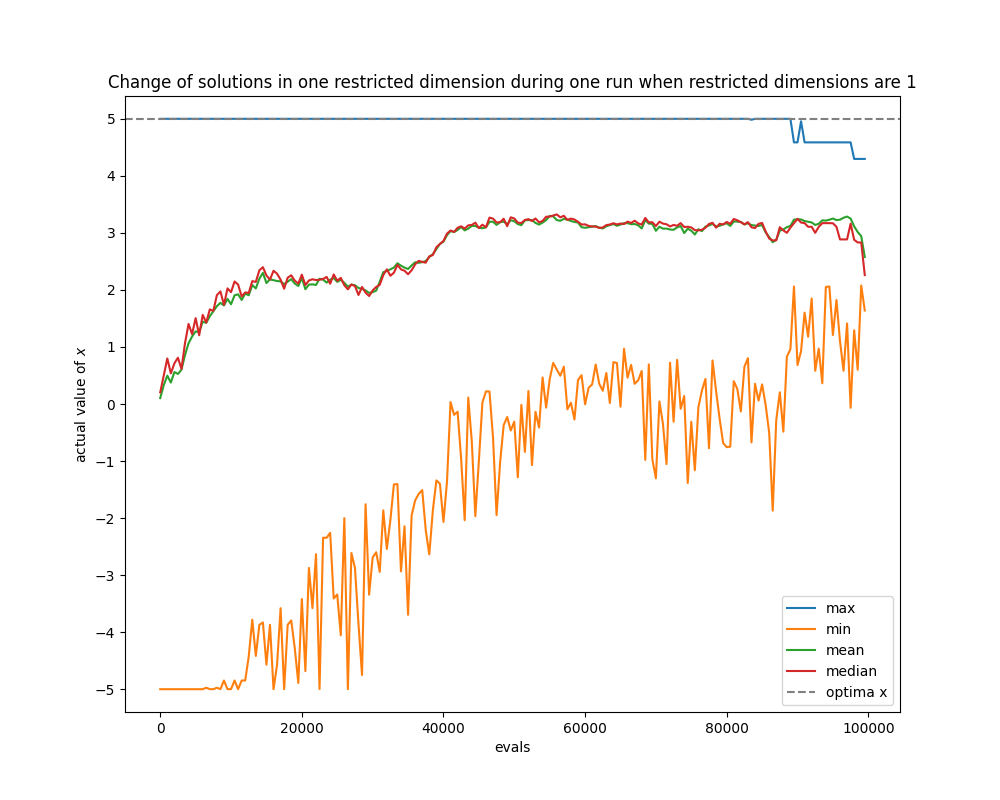 Change of solutions in one restricted dimension during one run when restricted dimensions are 1
5
4
3
2
1
0
−1
−2
−3
−4
−5
actual value of x
0
20000
40000
60000
80000
100000
evals
max
min
mean
median
optima x